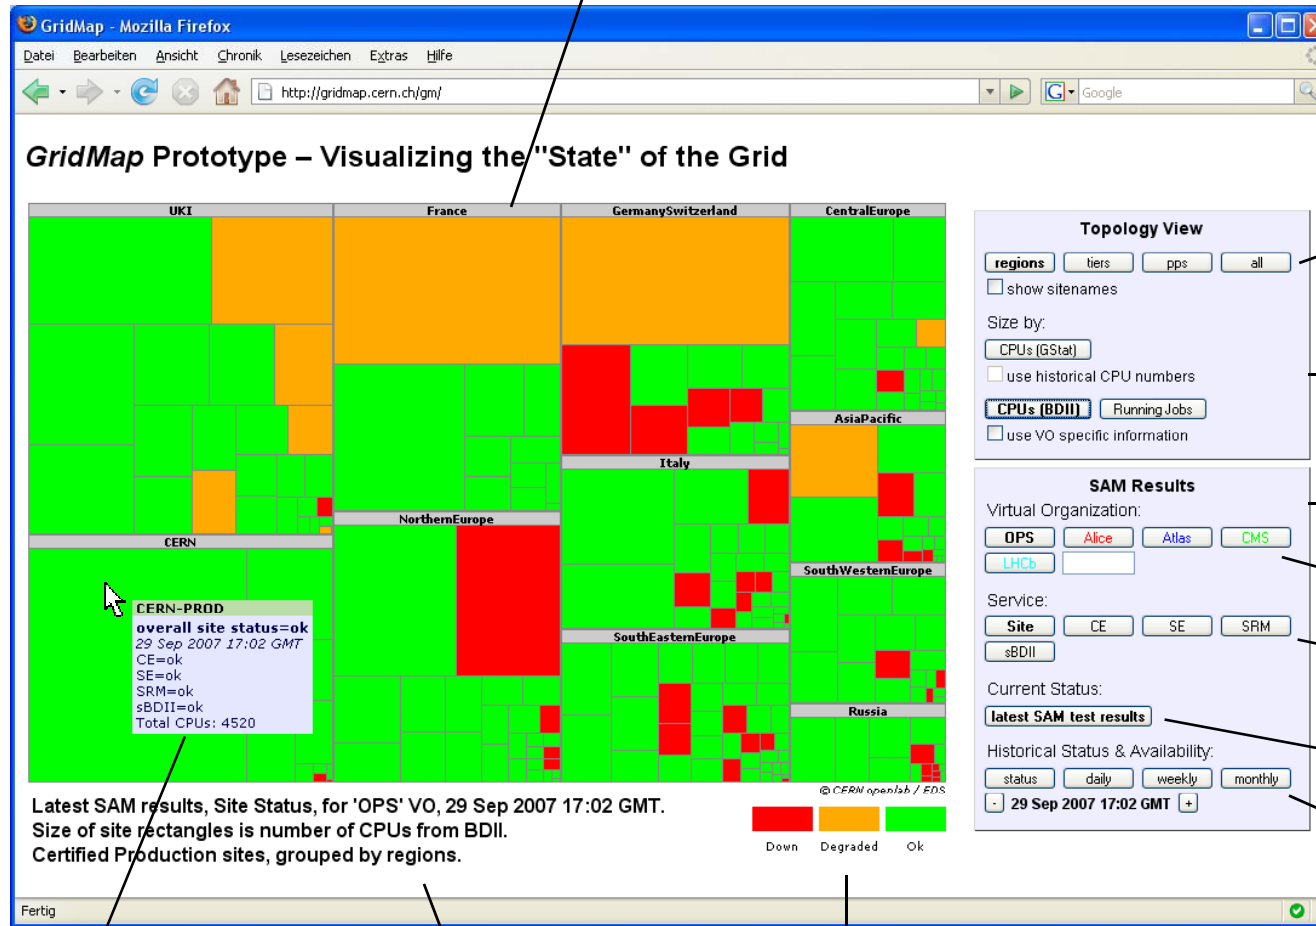 GridMap - Mozilla Firefox
Datei Bearbeiten Ansicht Chronik Lesezeichen Extras Hilfe
http://gridmap.cern.ch/gm/
G Google
GridMap Prototype – Visualizing the "State" of the Grid
UKI
France
GermanySwitzerland
CentralEurope
AsiaPacific
Italy
NorthernEurope
CERN
SouthWesternEurope
SouthEasternEurope
Russia
CERN-PROD
overall site status=ok
29 Sep 2007 17:02 GMT
CE=ok
SE=ok
SRM=ok
sBDII=ok
Total CPUs: 4520
© CERN openlab / EDS
Latest SAM results, Site Status, for 'OPS' VO, 29 Sep 2007 17:02 GMT.
Size of site rectangles is number of CPUs from BDII.
Certified Production sites, grouped by regions.
Down Degraded Ok
Topology View
regions tiers pps all
show sitenames
Size by:
CPUs (GStat)
use historical CPU numbers
CPUs (BDII) Running Jobs
use VO specific information
SAM Results
Virtual Organization:
OPS Alice Atlas CMS
LHCb
Service:
Site CE SE SRM
sBDII
Current Status:
latest SAM test results
Historical Status & Availability:
status daily weekly monthly
- 29 Sep 2007 17:02 GMT +
Fertig